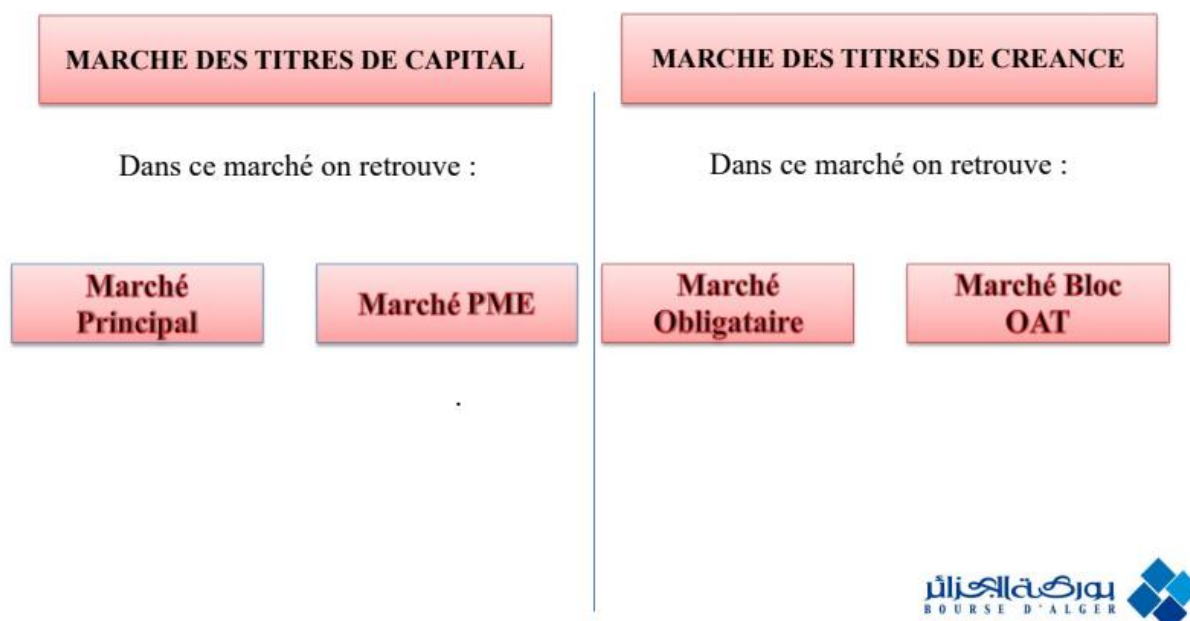 MARCHE DES TITRES DE CAPITAL
Dans ce marché on retrouve :
Marché
Principal
Marché PME
.
MARCHE DES TITRES DE CREANCE
Dans ce marché on retrouve :
Marché
Obligataire
Marché Bloc
OAT
بورصة الجزائر
BOURSE D'ALGER